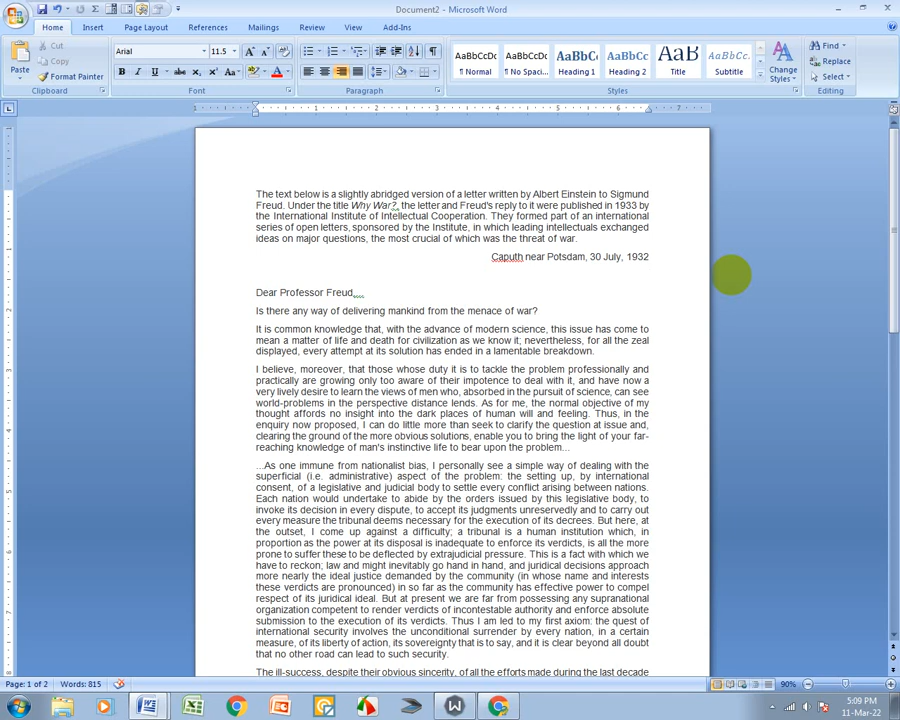 Document2 - Microsoft Word
Home Insert Page Layout References Mailings Review View Add-Ins
Paste
Cut
Copy
Format Painter
Clipboard
Arial 11.5
B I U abc X₂ X² Aa
Font
Paragraph
AaBbCcDc AaBbCcDc AaBbC AaBbCc AaB AaBbCc.
¶ Normal ¶ No Spaci... Heading 1 Heading 2 Title Subtitle
Change Styles
Styles
Find
Replace
Select
Editing
1 1 2 3 4 5 6 7
The text below is a slightly abridged version of a letter written by Albert Einstein to Sigmund
Freud. Under the title Why War?, the letter and Freud's reply to it were published in 1933 by
the International Institute of Intellectual Cooperation. They formed part of an international
series of open letters, sponsored by the Institute, in which leading intellectuals exchanged
ideas on major questions, the most crucial of which was the threat of war.
Caputh near Potsdam, 30 July, 1932
Dear Professor Freud,
Is there any way of delivering mankind from the menace of war?
It is common knowledge that, with the advance of modern science, this issue has come to
mean a matter of life and death for civilization as we know it; nevertheless, for all the zeal
displayed, every attempt at its solution has ended in a lamentable breakdown.
I believe, moreover, that those whose duty it is to tackle the problem professionally and
practically are growing only too aware of their impotence to deal with it, and have now a
very lively desire to learn the views of men who, absorbed in the pursuit of science, can see
world-problems in the perspective distance lends. As for me, the normal objective of my
thought affords no insight into the dark places of human will and feeling. Thus, in the
enquiry now proposed, I can do little more than seek to clarify the question at issue and,
clearing the ground of the more obvious solutions, enable you to bring the light of your far-
reaching knowledge of man's instinctive life to bear upon the problem...
...As one immune from nationalist bias, I personally see a simple way of dealing with the
superficial (i.e. administrative) aspect of the problem: the setting up, by international
consent, of a legislative and judicial body to settle every conflict arising between nations.
Each nation would undertake to abide by the orders issued by this legislative body, to
invoke its decision in every dispute, to accept its judgments unreservedly and to carry out
every measure the tribunal deems necessary for the execution of its decrees. But here, at
the outset, I come up against a difficulty; a tribunal is a human institution which, in
proportion as the power at its disposal is inadequate to enforce its verdicts, is all the more
prone to suffer these to be deflected by extrajudicial pressure. This is a fact with which we
have to reckon; law and might inevitably go hand in hand, and juridical decisions approach
more nearly the ideal justice demanded by the community (in whose name and interests
these verdicts are pronounced) in so far as the community has effective power to compel
respect of its juridical ideal. But at present we are far from possessing any supranational
organization competent to render verdicts of incontestable authority and enforce absolute
submission to the execution of its verdicts. Thus I am led to my first axiom: the quest of
international security involves the unconditional surrender by every nation, in a certain
measure, of its liberty of action, its sovereignty that is to say, and it is clear beyond all doubt
that no other road can lead to such security.
The ill-success, despite their obvious sincerity, of all the efforts made during the last decade
Page: 1 of 2 Words: 815 90%
5:09 PM
11-Mar-22